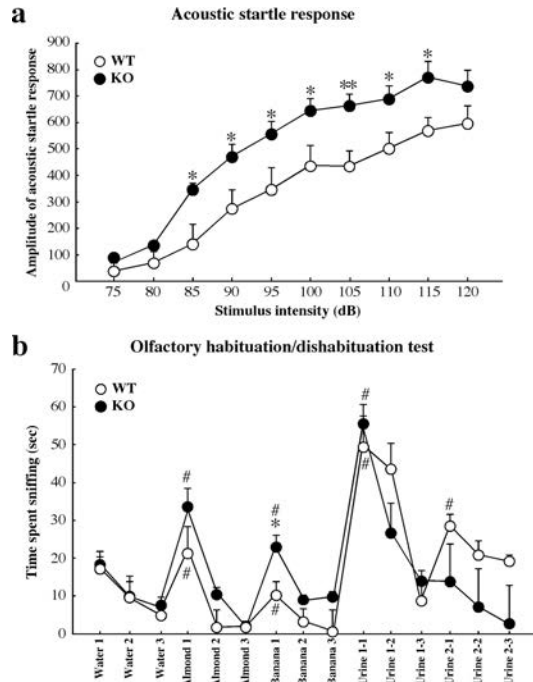 a
Acoustic startle response
WT
KO
Amplitude of acoustic startle response
900
800
700
600
500
400
300
200
100
0
*
*
*
*
**
*
*
75 80 85 90 95 100 105 110 115 120
Stimulus intensity (dB)
b
Olfactory habituation/dishabituation test
WT
KO
Time spent sniffing (sec)
70
60
50
40
30
20
10
0
#
#
#
*
#
#
#
#
Water 1
Water 2
Water 3
Almond 1
Almond 2
Almond 3
Banana 1
Banana 2
Banana 3
Urine 1-1
Urine 1-2
Urine 1-3
Urine 2-1
Urine 2-2
Urine 2-3